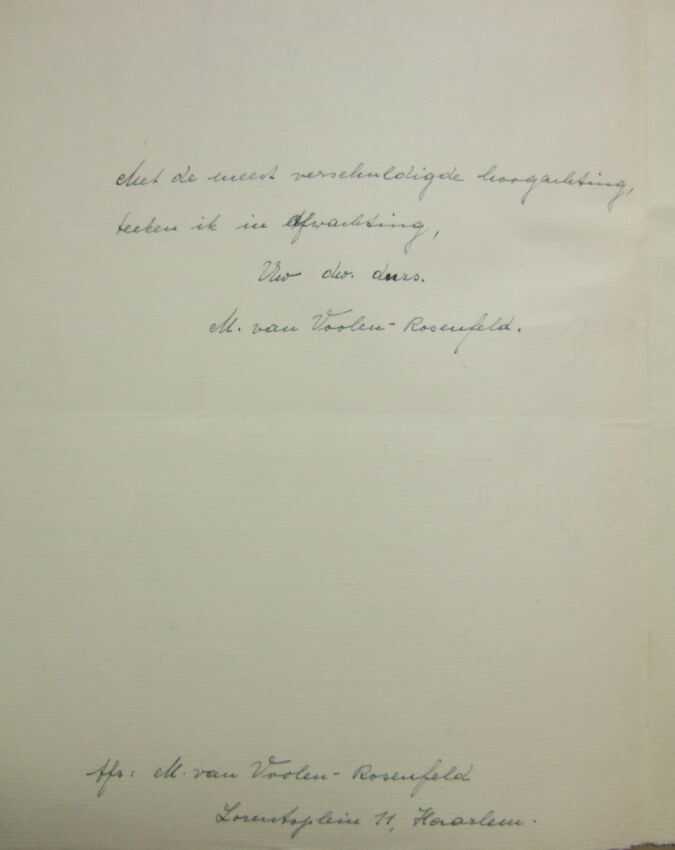 Met de meest verschuldigde hoogachting,
teeken ik in afwachting,
Uw dw. dnrs.
M. van Voolen-Rosenfeld.
Afz: M. van Voolen-Rosenfeld
Lorentzplein 11, Haarlem.